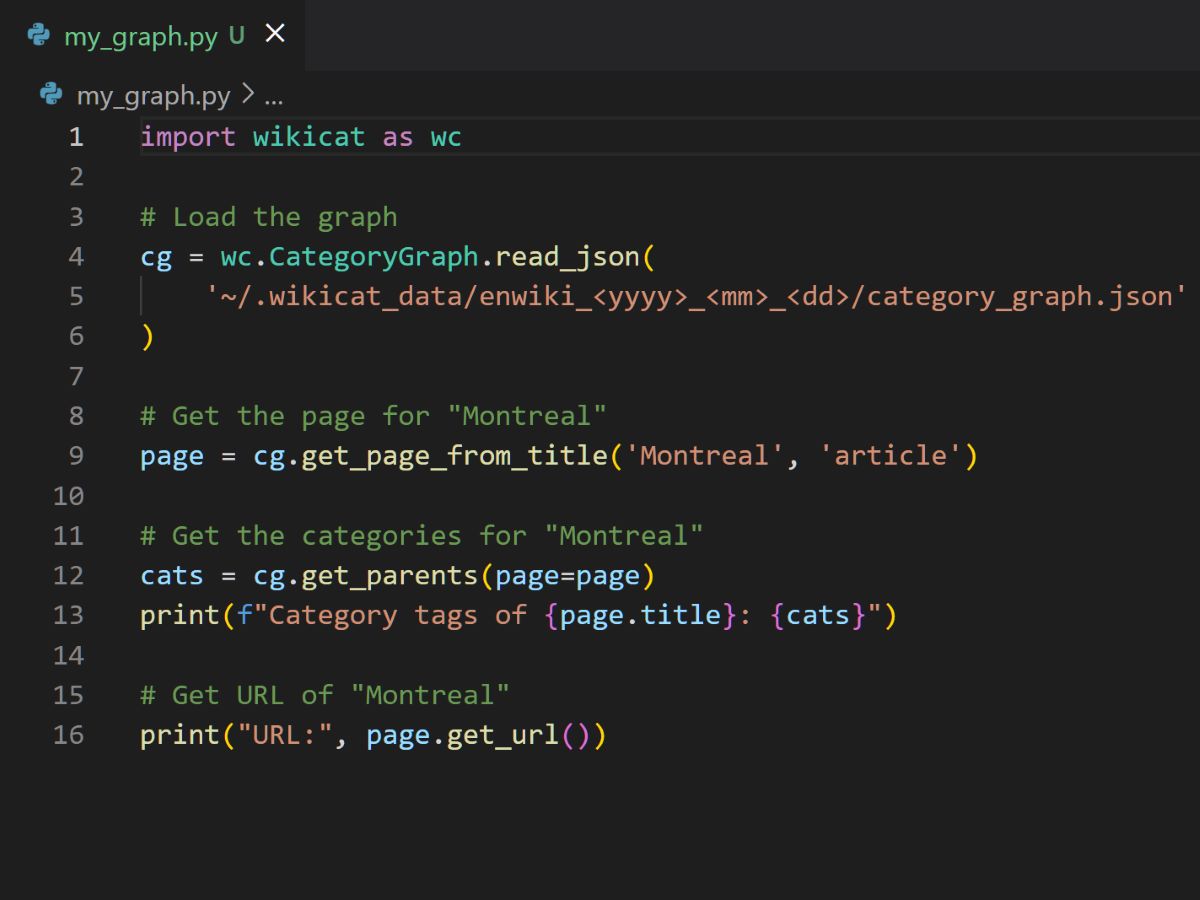 my_graph.py U
my_graph.py > ...
1 import wikicat as wc
2
3 # Load the graph
4 cg = wc.CategoryGraph.read_json(
5     '~/.wikicat_data/enwiki_<yyyy>_<mm>_<dd>/category_graph.json'
6 )
7
8 # Get the page for "Montreal"
9 page = cg.get_page_from_title('Montreal', 'article')
10
11 # Get the categories for "Montreal"
12 cats = cg.get_parents(page=page)
13 print(f"Category tags of {page.title}: {cats}")
14
15 # Get URL of "Montreal"
16 print("URL:", page.get_url())